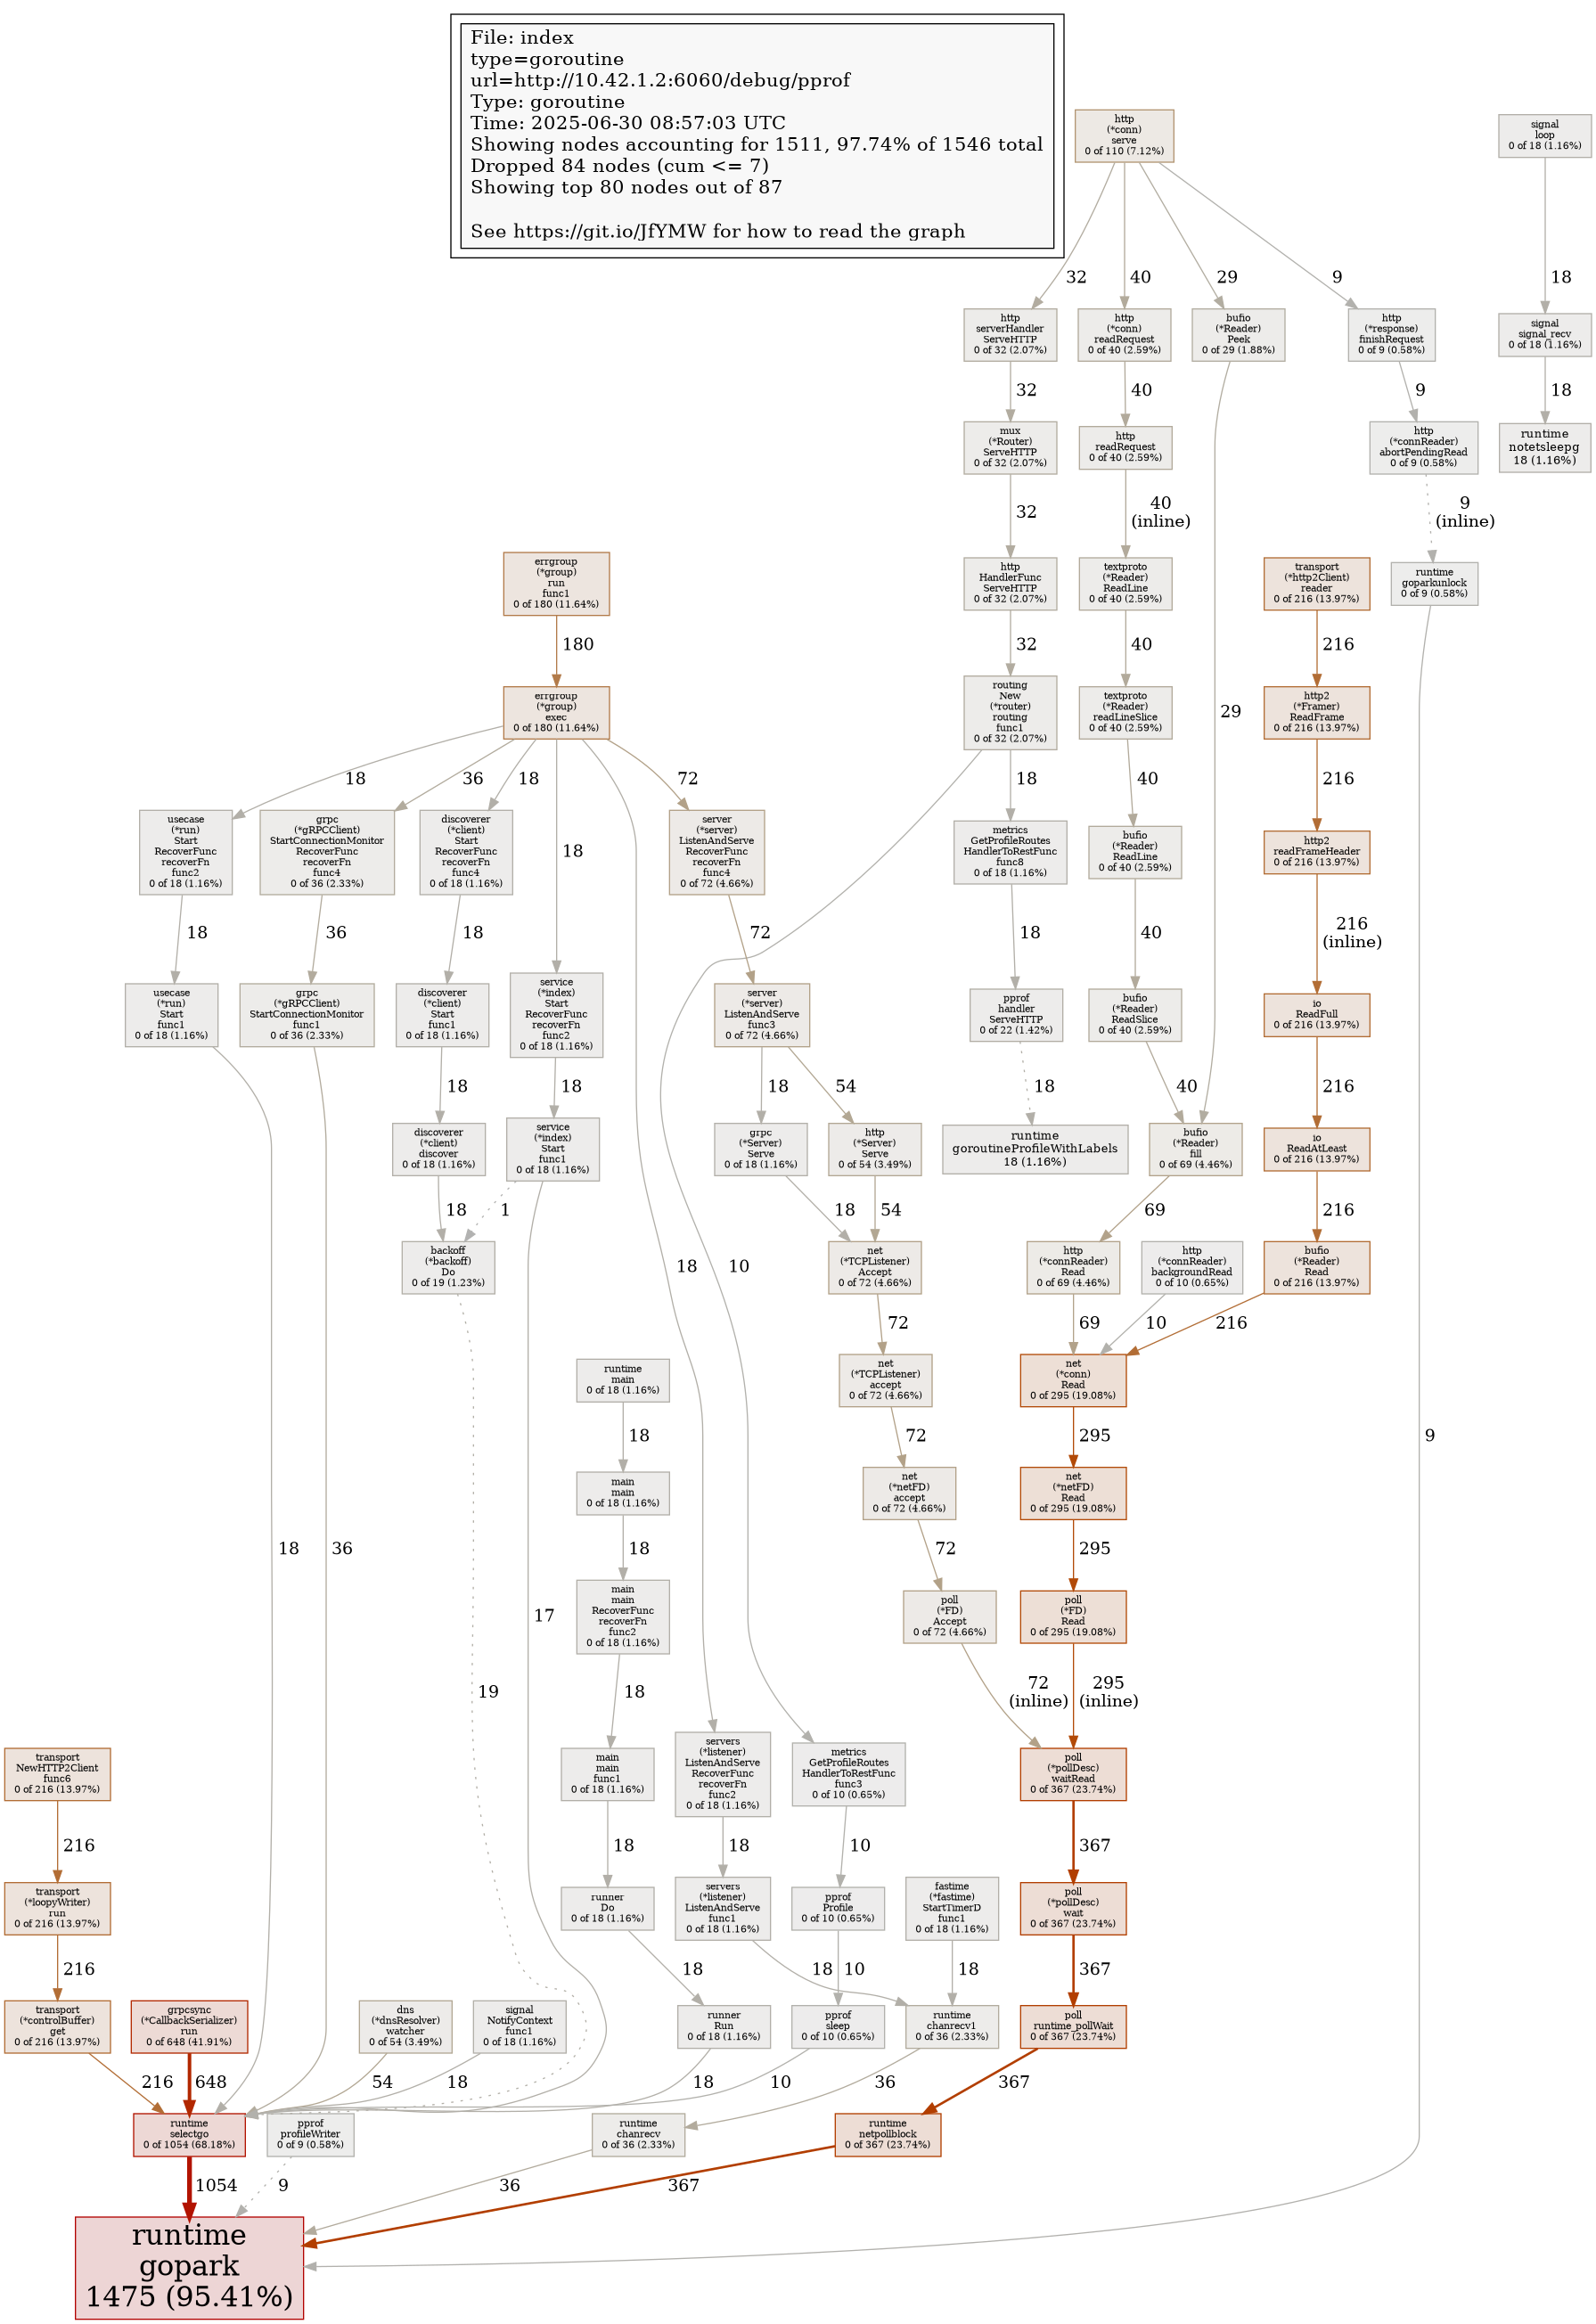 File: index
type=goroutine
url=http://10.42.1.2:6060/debug/pprof
Type: goroutine
Time: 2025-06-30 08:57:03 UTC
Showing nodes accounting for 1511, 97.74% of 1546 total
Dropped 84 nodes (cum <= 7)
Showing top 80 nodes out of 87
See https://git.io/JfYMW for how to read the graph
http
(*conn)
serve
0 of 110 (7.12%)
signal
loop
0 of 18 (1.16%)
32
40
29
9
18
http
serverHandler
ServeHTTP
0 of 32 (2.07%)
http
(*conn)
readRequest
0 of 40 (2.59%)
bufio
(*Reader)
Peek
0 of 29 (1.88%)
http
(*response)
finishRequest
0 of 9 (0.58%)
signal
signal_recv
0 of 18 (1.16%)
32
40
9
18
mux
(*Router)
ServeHTTP
0 of 32 (2.07%)
http
readRequest
0 of 40 (2.59%)
http
(*connReader)
abortPendingRead
0 of 9 (0.58%)
runtime
notetsleepg
18 (1.16%)
32
40
(inline)
9
(inline)
errgroup
(*group)
run
func1
0 of 180 (11.64%)
http
HandlerFunc
ServeHTTP
0 of 32 (2.07%)
textproto
(*Reader)
ReadLine
0 of 40 (2.59%)
transport
(*http2Client)
reader
0 of 216 (13.97%)
runtime
goparkunlock
0 of 9 (0.58%)
180
32
40
216
errgroup
(*group)
exec
0 of 180 (11.64%)
routing
New
(*router)
routing
func1
0 of 32 (2.07%)
textproto
(*Reader)
readLineSlice
0 of 40 (2.59%)
29
http2
(*Framer)
ReadFrame
0 of 216 (13.97%)
18
36
18
18
72
18
40
216
usecase
(*run)
Start
RecoverFunc
recoverFn
func2
0 of 18 (1.16%)
grpc
(*gRPCClient)
StartConnectionMonitor
RecoverFunc
recoverFn
func4
0 of 36 (2.33%)
discoverer
(*client)
Start
RecoverFunc
recoverFn
func4
0 of 18 (1.16%)
server
(*server)
ListenAndServe
RecoverFunc
recoverFn
func4
0 of 72 (4.66%)
metrics
GetProfileRoutes
HandlerToRestFunc
func8
0 of 18 (1.16%)
bufio
(*Reader)
ReadLine
0 of 40 (2.59%)
http2
readFrameHeader
0 of 216 (13.97%)
18
36
18
72
18
40
216
(inline)
usecase
(*run)
Start
func1
0 of 18 (1.16%)
grpc
(*gRPCClient)
StartConnectionMonitor
func1
0 of 36 (2.33%)
discoverer
(*client)
Start
func1
0 of 18 (1.16%)
service
(*index)
Start
RecoverFunc
recoverFn
func2
0 of 18 (1.16%)
server
(*server)
ListenAndServe
func3
0 of 72 (4.66%)
pprof
handler
ServeHTTP
0 of 22 (1.42%)
bufio
(*Reader)
ReadSlice
0 of 40 (2.59%)
io
ReadFull
0 of 216 (13.97%)
18
18
18
54
18
40
216
discoverer
(*client)
discover
0 of 18 (1.16%)
service
(*index)
Start
func1
0 of 18 (1.16%)
grpc
(*Server)
Serve
0 of 18 (1.16%)
http
(*Server)
Serve
0 of 54 (3.49%)
runtime
goroutineProfileWithLabels
18 (1.16%)
bufio
(*Reader)
fill
0 of 69 (4.46%)
io
ReadAtLeast
0 of 216 (13.97%)
18
1
18
54
69
216
backoff
(*backoff)
Do
0 of 19 (1.23%)
18
10
net
(*TCPListener)
Accept
0 of 72 (4.66%)
http
(*connReader)
Read
0 of 69 (4.46%)
http
(*connReader)
backgroundRead
0 of 10 (0.65%)
bufio
(*Reader)
Read
0 of 216 (13.97%)
72
69
10
216
runtime
main
0 of 18 (1.16%)
net
(*TCPListener)
accept
0 of 72 (4.66%)
net
(*conn)
Read
0 of 295 (19.08%)
9
18
72
295
main
main
0 of 18 (1.16%)
net
(*netFD)
accept
0 of 72 (4.66%)
net
(*netFD)
Read
0 of 295 (19.08%)
18
36
18
72
295
main
main
RecoverFunc
recoverFn
func2
0 of 18 (1.16%)
17
poll
(*FD)
Accept
0 of 72 (4.66%)
poll
(*FD)
Read
0 of 295 (19.08%)
19
18
72
(inline)
295
(inline)
transport
NewHTTP2Client
func6
0 of 216 (13.97%)
main
main
func1
0 of 18 (1.16%)
servers
(*listener)
ListenAndServe
RecoverFunc
recoverFn
func2
0 of 18 (1.16%)
metrics
GetProfileRoutes
HandlerToRestFunc
func3
0 of 10 (0.65%)
poll
(*pollDesc)
waitRead
0 of 367 (23.74%)
216
18
18
10
367
transport
(*loopyWriter)
run
0 of 216 (13.97%)
runner
Do
0 of 18 (1.16%)
servers
(*listener)
ListenAndServe
func1
0 of 18 (1.16%)
pprof
Profile
0 of 10 (0.65%)
fastime
(*fastime)
StartTimerD
func1
0 of 18 (1.16%)
poll
(*pollDesc)
wait
0 of 367 (23.74%)
216
18
18
10
18
367
transport
(*controlBuffer)
get
0 of 216 (13.97%)
grpcsync
(*CallbackSerializer)
run
0 of 648 (41.91%)
dns
(*dnsResolver)
watcher
0 of 54 (3.49%)
signal
NotifyContext
func1
0 of 18 (1.16%)
runner
Run
0 of 18 (1.16%)
pprof
sleep
0 of 10 (0.65%)
runtime
chanrecv1
0 of 36 (2.33%)
poll
runtime_pollWait
0 of 367 (23.74%)
216
648
54
18
18
10
36
367
runtime
selectgo
0 of 1054 (68.18%)
pprof
profileWriter
0 of 9 (0.58%)
runtime
chanrecv
0 of 36 (2.33%)
runtime
netpollblock
0 of 367 (23.74%)
1054
9
36
367
runtime
gopark
1475 (95.41%)